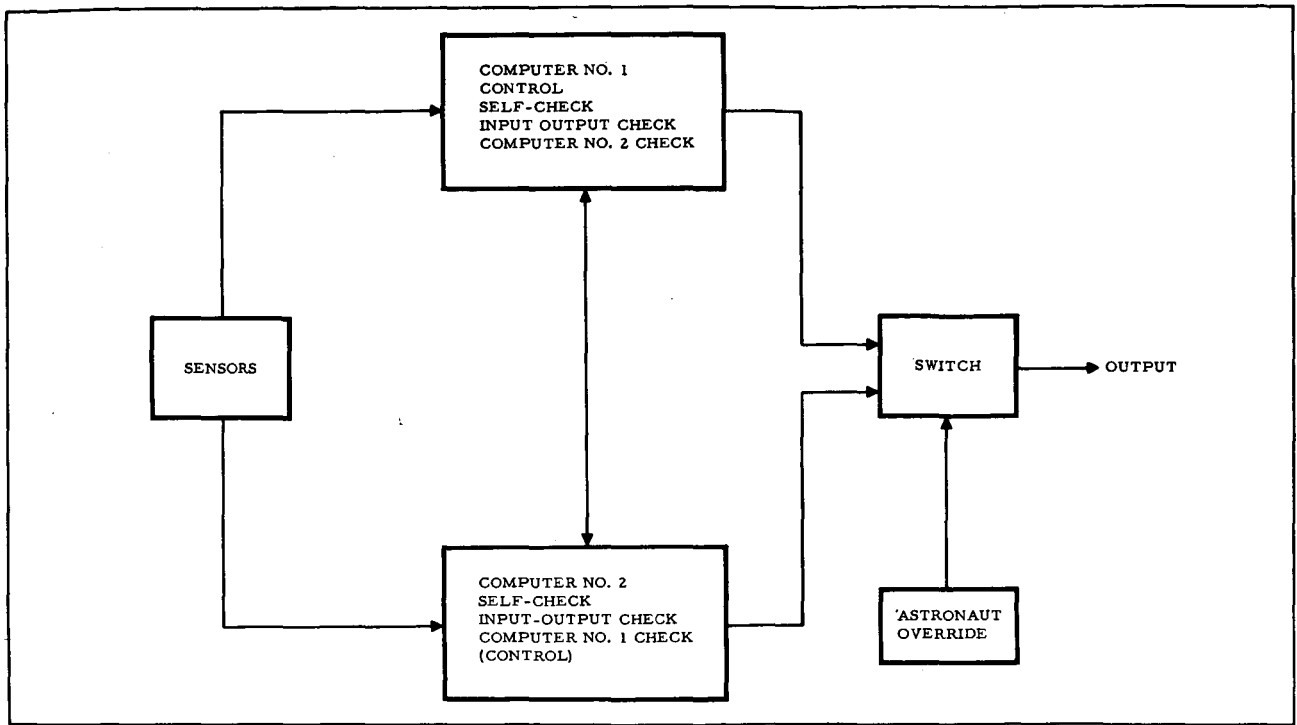 COMPUTER NO. 1
CONTROL
SELF-CHECK
INPUT OUTPUT CHECK
COMPUTER NO. 2 CHECK
SENSORS
SWITCH
OUTPUT
COMPUTER NO. 2
SELF-CHECK
INPUT-OUTPUT CHECK
COMPUTER NO. 1 CHECK
(CONTROL)
ASTRONAUT
OVERRIDE